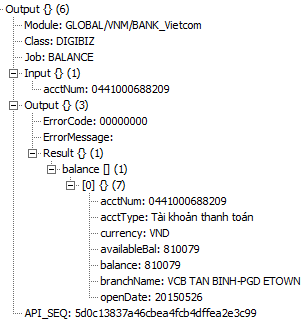 Output {} (6)
Module: GLOBAL/VNM/BANK_Vietcom
Class: DIGIBIZ
Job: BALANCE
Input {} (1)
acctNum: 0441000688209
Output {} (3)
ErrorCode: 00000000
ErrorMessage:
Result {} (1)
balance [] (1)
[0] {} (7)
acctNum: 0441000688209
acctType: Tài khoản thanh toán
currency: VND
availableBal: 810079
balance: 810079
branchName: VCB TAN BINH-PGD ETOWN
openDate: 20150526
API_SEQ: 5d0c13837a46cbea4fcb4dffea2e3c99